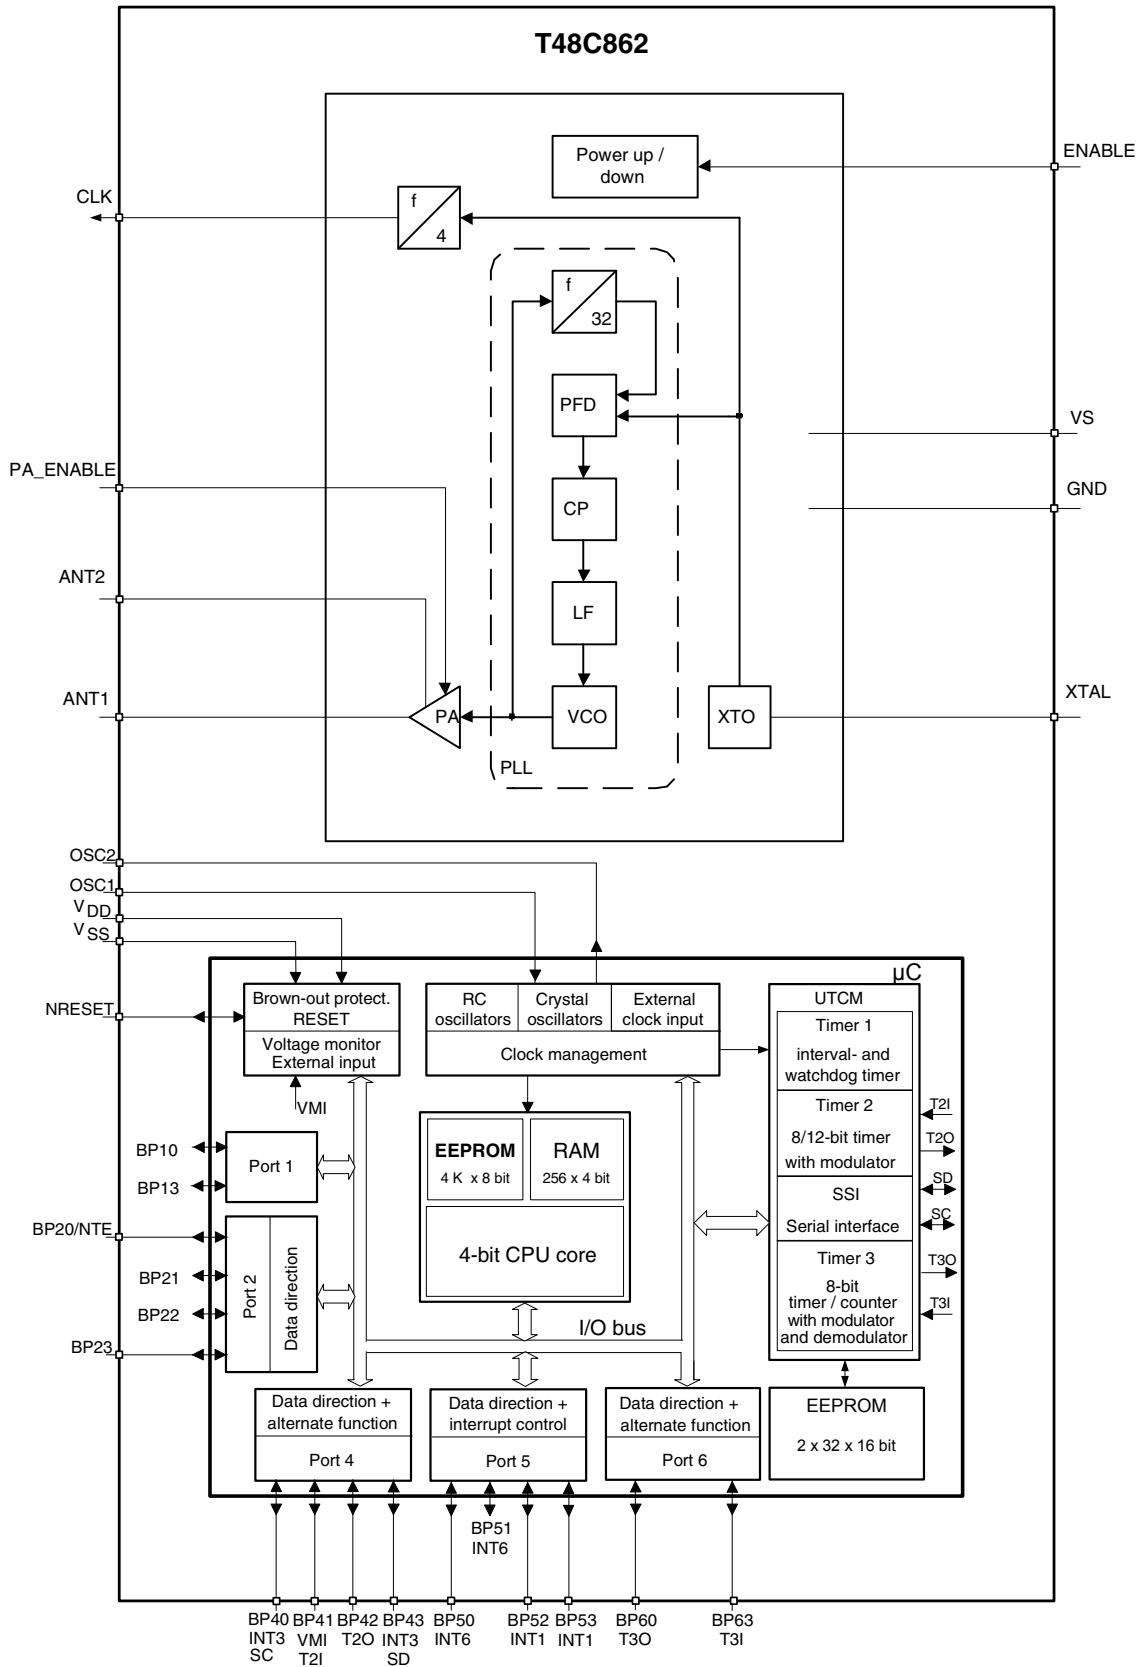 T48C862
Power up /
down
ENABLE
CLK
f
4
f
32
PFD
VS
PA_ENABLE
CP
GND
ANT2
LF
ANT1
PA
VCO
XTO
XTAL
PLL
OSC2
OSC1
VDD
VSS
µC
NRESET
Brown-out protect.
RESET
Voltage monitor
External input
VMI
RC
oscillators
Crystal
oscillators
External
clock input
Clock management
UTCM
Timer 1
interval- and
watchdog timer
Timer 2
8/12-bit timer
with modulator
SSI
Serial interface
Timer 3
8-bit
timer / counter
with modulator
and demodulator
T2I
T2O
SD
SC
T3O
T3I
EEPROM
4 K x 8 bit
RAM
256 x 4 bit
4-bit CPU core
BP10
BP13
Port 1
BP20/NTE
BP21
BP22
BP23
Port 2
Data direction
I/O bus
Data direction +
alternate function
Port 4
Data direction +
interrupt control
Port 5
Data direction +
alternate function
Port 6
EEPROM
2 x 32 x 16 bit
BP51
INT6
BP40
INT3
SC
BP41
VMI
T2I
BP42
T2O
BP43
INT3
SD
BP50
INT6
BP52
INT1
BP53
INT1
BP60
T3O
BP63
T3I